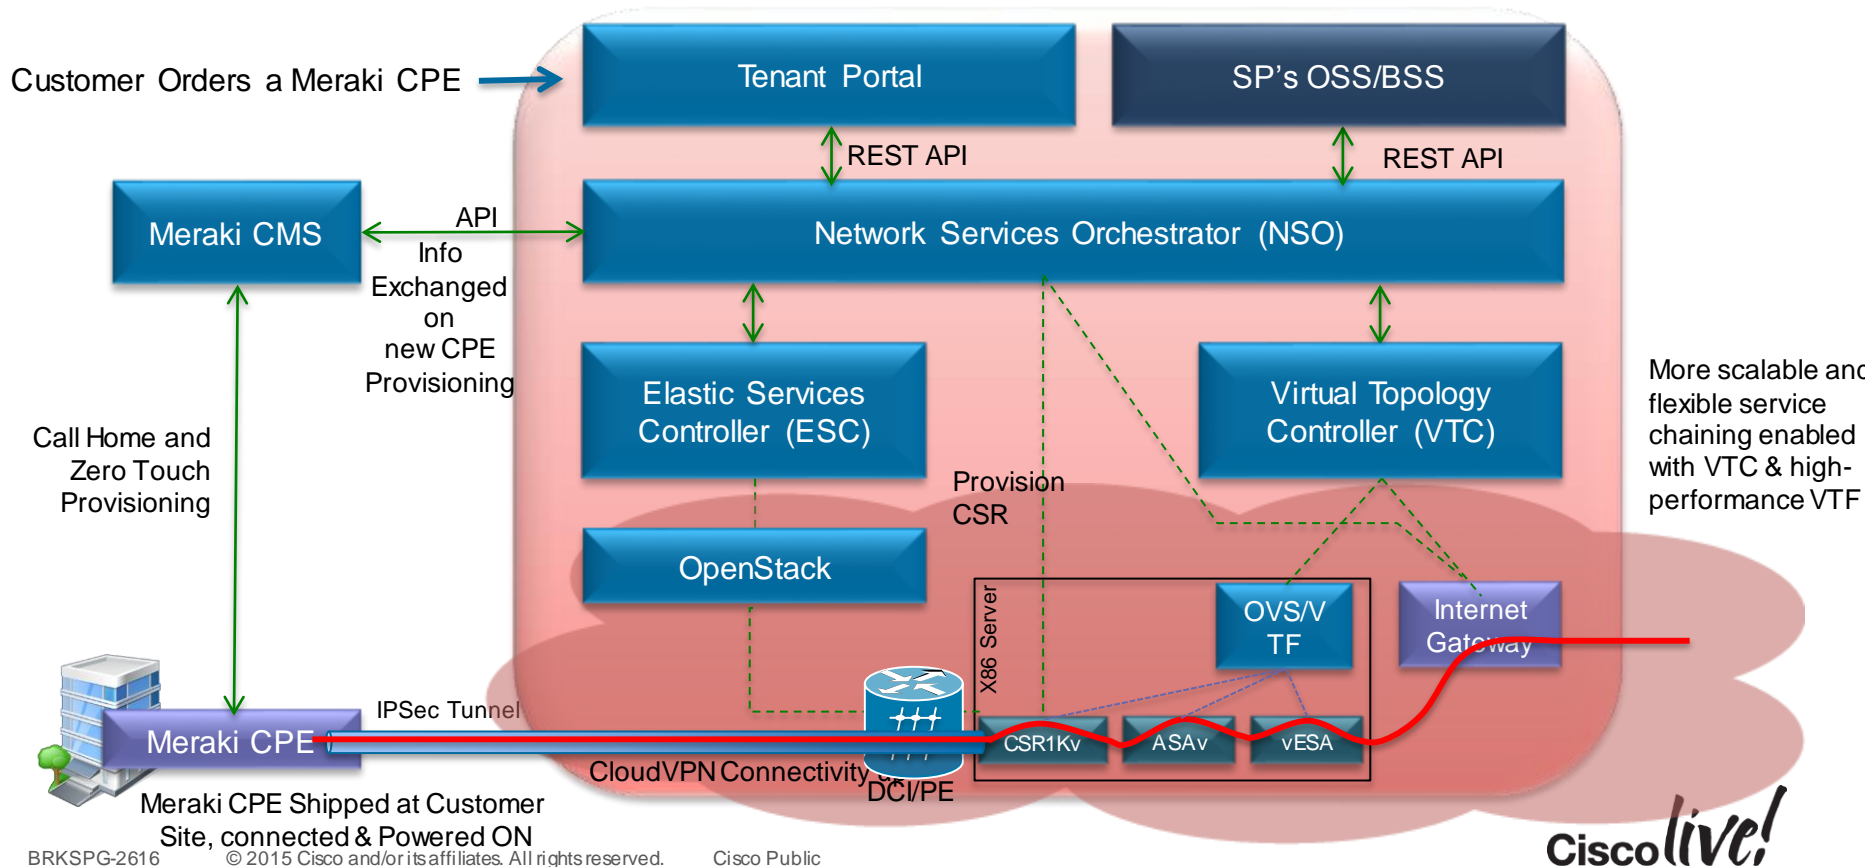 Customer Orders a Meraki CPE
Tenant Portal
SP's OSS/BSS
REST API
REST API
Meraki CMS
API
Info
Exchanged
on
new CPE
Provisioning
Network Services Orchestrator (NSO)
Elastic Services
Controller (ESC)
Virtual Topology
Controller (VTC)
More scalable and
flexible service
chaining enabled
with VTC & high-
performance VTF
Call Home and
Zero Touch
Provisioning
Provision
CSR
OpenStack
X86 Server
OVS/V
TF
Internet
Gateway
IPSec Tunnel
Meraki CPE
CSR1Kv
ASAv
vESA
CloudVPN Connectivity up
DCI/PE
Meraki CPE Shipped at Customer
Site, connected & Powered ON
BRKSPG-2616
© 2015 Cisco and/or its affiliates. All rights reserved.
Cisco Public
Cisco live!